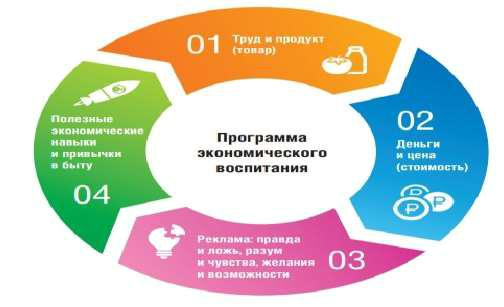 01 Труд и продукт
(товар)
02
Деньги
и цена
(стоимость)
₽ ₽
Реклама: правда
и ложь, разум
и чувства, желания
и возможности
03
Полезные
экономические
навыки
и привычки
в быту
04
Программа
экономического
воспитания